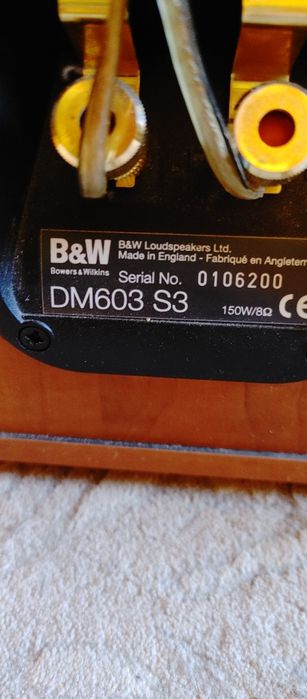 B&W
Bowers & Wilkins
B&W Loudspeakers Ltd.
Made in England - Fabriqué en Angleterr
Serial No. 0106200
DM603 S3
150W/8Ω CE